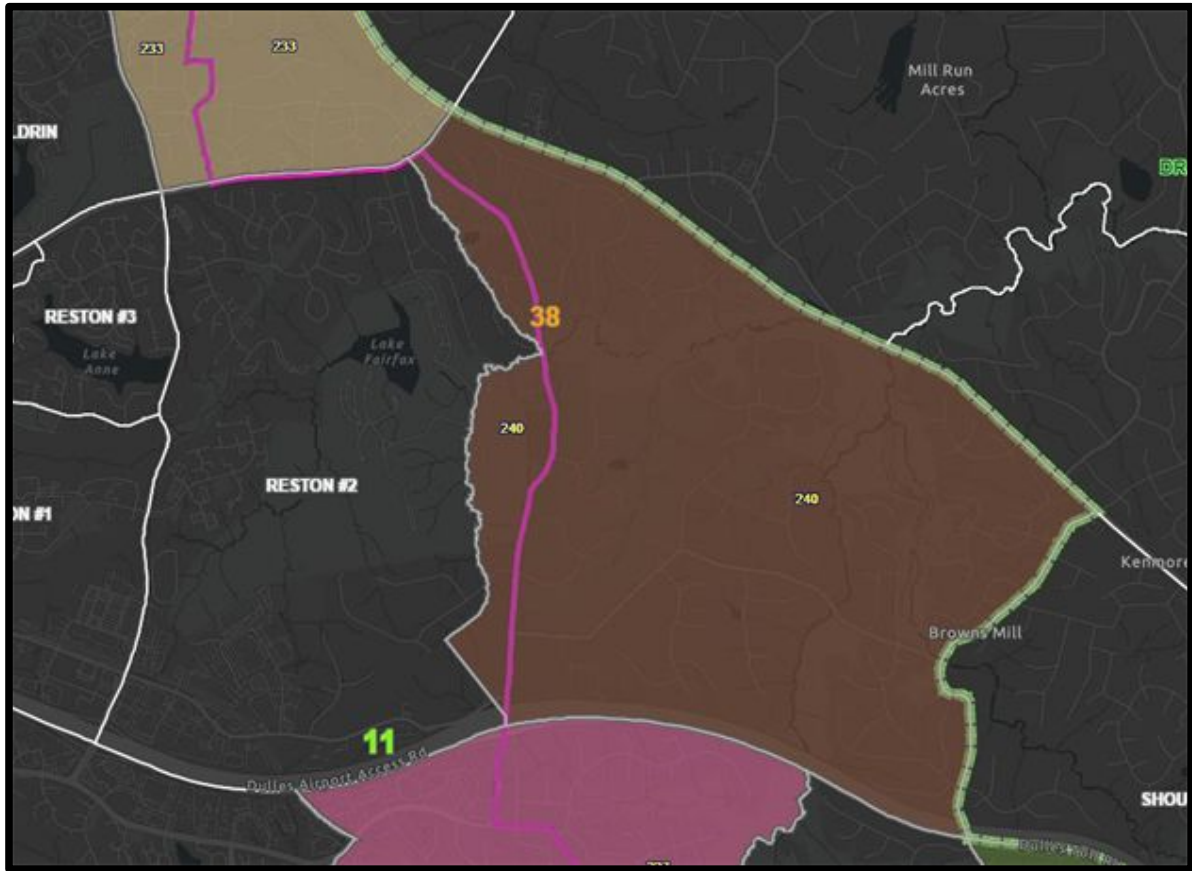 233
233
Mill Run
Acres
LDRIN
DR
RESTON #3
38
Lake
Anne
Lake
Fairfax
240
RESTON #2
240
ON #1
Kenmore
Browns Mill
11
Dulles Airport Access Rd
SHOU